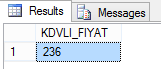 Results Messages
KDVLI_FIYAT
1 236